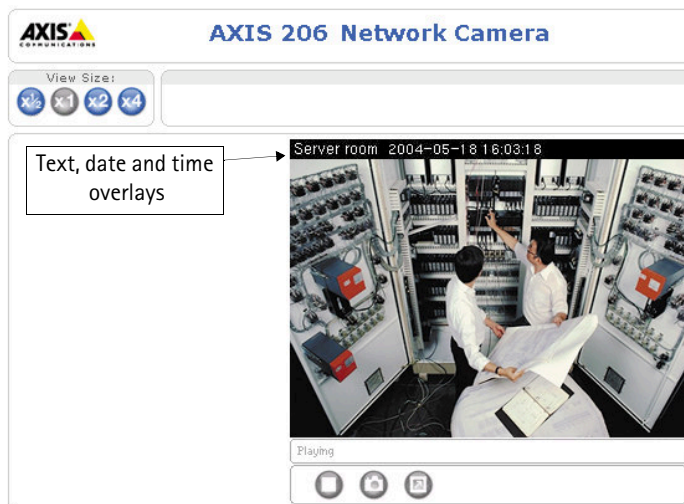 AXIS
COMMUNICATIONS
AXIS 206 Network Camera
View Size:
x½ x1 x2 x4
Text, date and time
overlays
Server room 2004-05-18 16:03:18
Playing